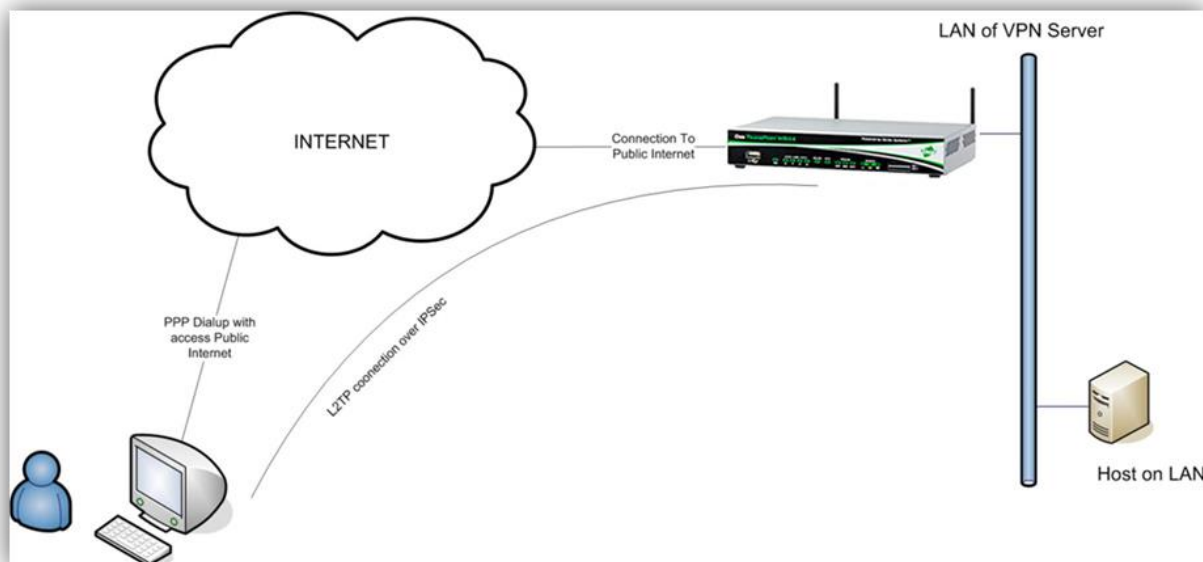 LAN of VPN Server
INTERNET
Connection To
Public Internet
PPP Dialup with
access Public
Internet
L2TP coonection over IPSec
Host on LAN